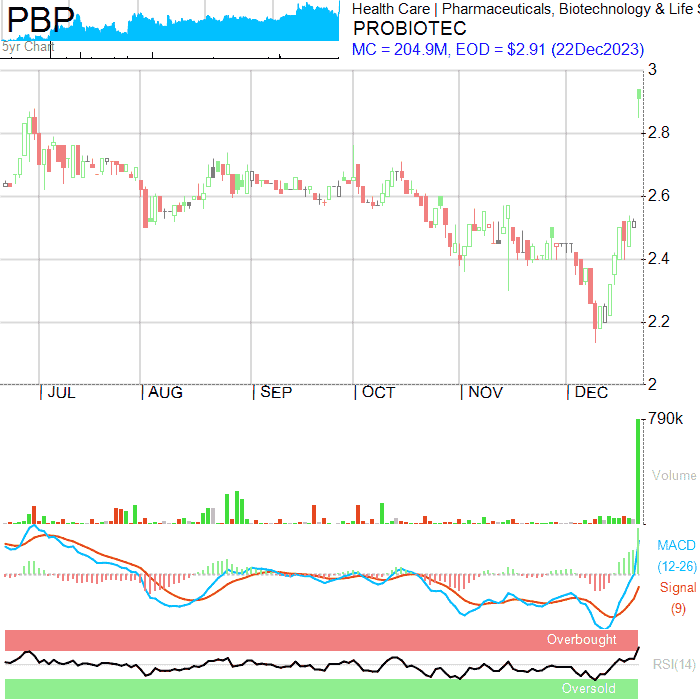 PBP
5yr Chart
Health Care | Pharmaceuticals, Biotechnology & Life S
PROBIOTEC
MC = 204.9M, EOD = $2.91 (22Dec2023)
3
2.8
2.6
2.4
2.2
2
| JUL | AUG | SEP | OCT | NOV | DEC
790k
Volume
MACD
(12-26)
Signal
(9)
Overbought
RSI(14)
Oversold